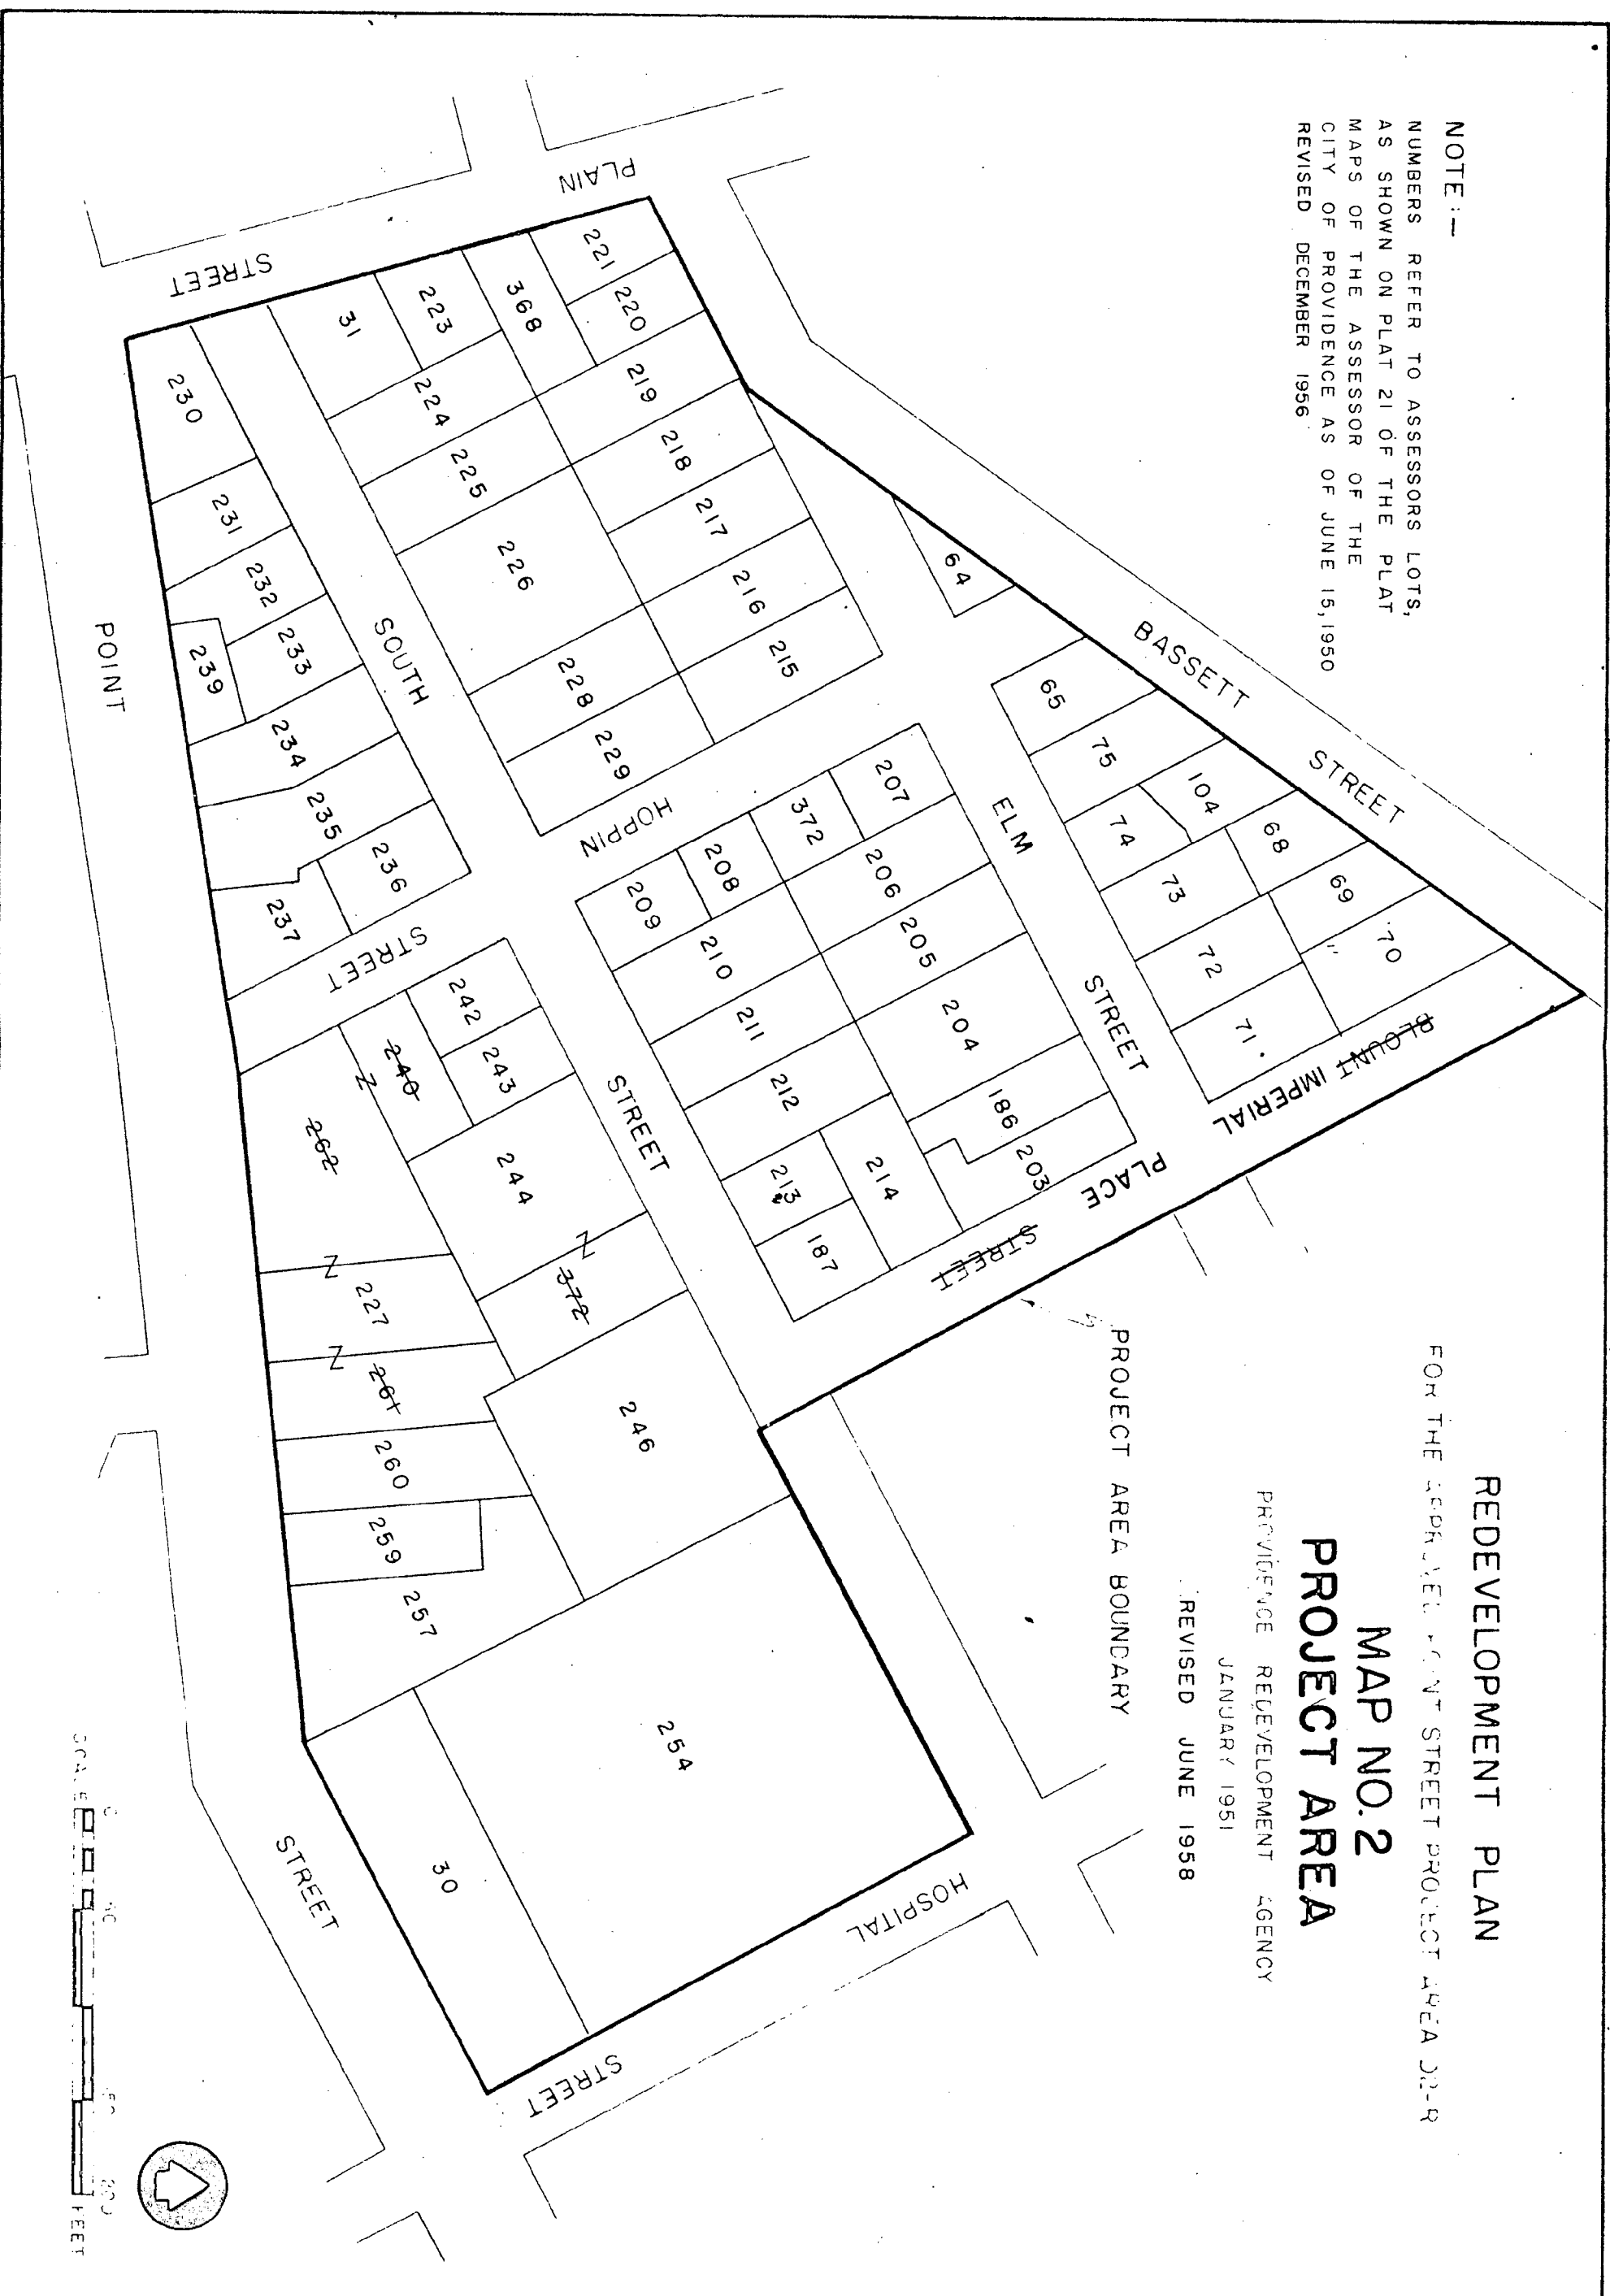 NOTE:—
NUMBERS REFER TO ASSESSORS LOTS,
AS SHOWN ON PLAT 21 OF THE PLAT
MAPS OF THE ASSESSOR OF THE
CITY OF PROVIDENCE AS OF JUNE 15, 1950
REVISED DECEMBER 1956
REDEVELOPMENT PLAN
FOR THE STREET PROJECT AREA
MAP NO. 2
PROJECT AREA
PROVIDENCE REDEVELOPMENT AGENCY
JANUARY 1951
REVISED JUNE 1958
PROJECT AREA BOUNDARY
BASSETT STREET
64
65
75
104
68
69
70
74
73
72
71
BLOUNT IMPERIAL
PLACE
STREET
ELM STREET
PLAIN STREET
221
220
219
218
217
216
215
368
223
31
224
225
226
228
229
HOPPIN STREET
207
372
206
205
204
186
203
208
209
210
211
212
214
213
187
SOUTH STREET
230
231
232
233
239
234
235
236
237
242
243
240
Z
262
244
Z
372
246
Z
227
Z
261
260
259
257
254
30
HOSPITAL STREET
POINT STREET
FEET